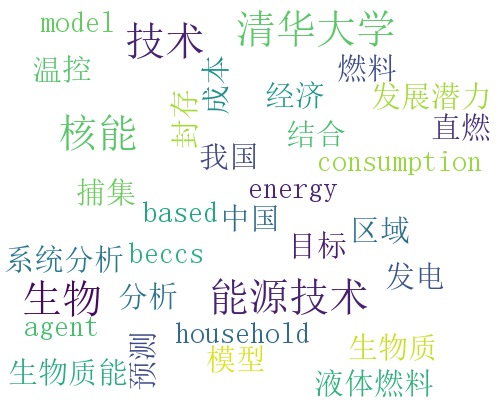 model
技术
清华大学
温控
成本
燃料
封存
经济
发展潜力
核能
结合
直燃
我国
consumption
捕集
energy
based
中国
目标
区域
系统分析
beccs
发电
生物
分析
能源技术
agent
预测
household
模型
生物质
生物质能
液体燃料